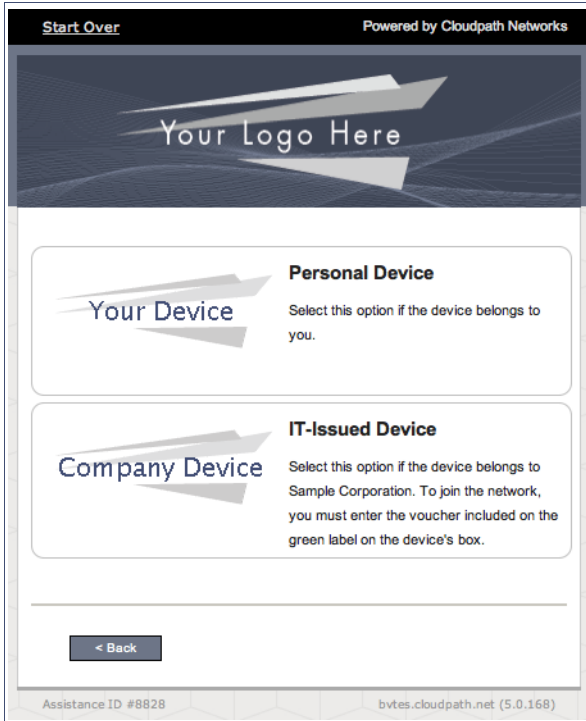 Start Over
Powered by Cloudpath Networks
Your Logo Here
Your Device
Personal Device
Select this option if the device belongs to
you.
Company Device
IT-Issued Device
Select this option if the device belongs to
Sample Corporation. To join the network,
you must enter the voucher included on the
green label on the device's box.
< Back
Assistance ID #8828
bvtes.cloudpath.net (5.0.168)